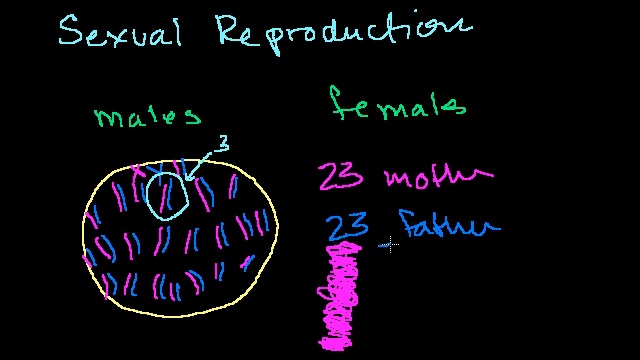 Sexual Reproduction
males
females
3
23 mother
23 father